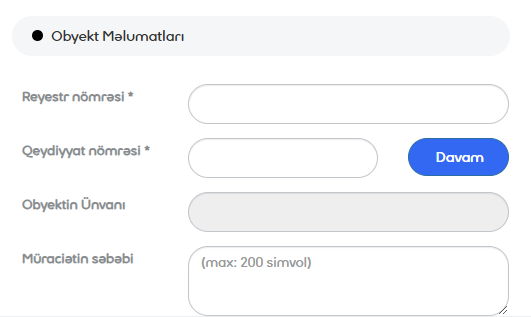 Obyekt Məlumatları
Reyestr nömrəsi *
Qeydiyyat nömrəsi *
Davam
Obyektin Ünvanı
Müraciətin səbəbi
(max: 200 simvol)